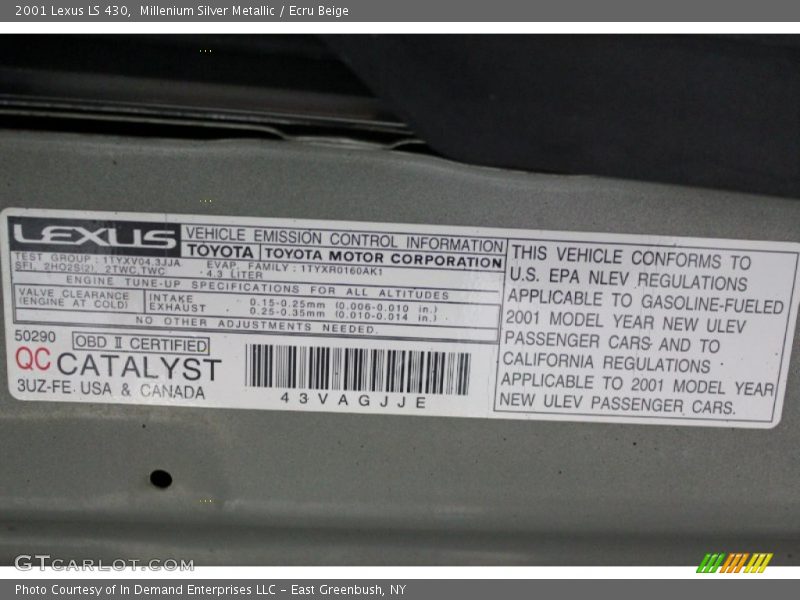 2001 Lexus LS 430,  Millenium Silver Metallic / Ecru Beige
LEXUS
VEHICLE EMISSION CONTROL INFORMATION
TOYOTA TOYOTA MOTOR CORPORATION
TEST GROUP : 1TYXV04.3JJA EVAP. FAMILY : 1TYXR0160AK1
SFI, 2HO2S(2), 2TWC,TWC 4.3 LITER
ENGINE TUNE-UP SPECIFICATIONS FOR ALL ALTITUDES
VALVE CLEARANCE INTAKE 0.15-0.25mm (0.006-0.010 in.)
(ENGINE AT COLD) EXHAUST 0.25-0.35mm (0.010-0.014 in.)
NO OTHER ADJUSTMENTS NEEDED.
50290 OBD II CERTIFIED
QC CATALYST
3UZ-FE. USA & CANADA
43VAGJJE
THIS VEHICLE CONFORMS TO
U.S. EPA NLEV REGULATIONS
APPLICABLE TO GASOLINE-FUELED
2001 MODEL YEAR NEW ULEV
PASSENGER CARS AND TO
CALIFORNIA REGULATIONS
APPLICABLE TO 2001 MODEL YEAR
NEW ULEV PASSENGER CARS.
GTCARLOT.COM
Photo Courtesy of In Demand Enterprises LLC – East Greenbush, NY